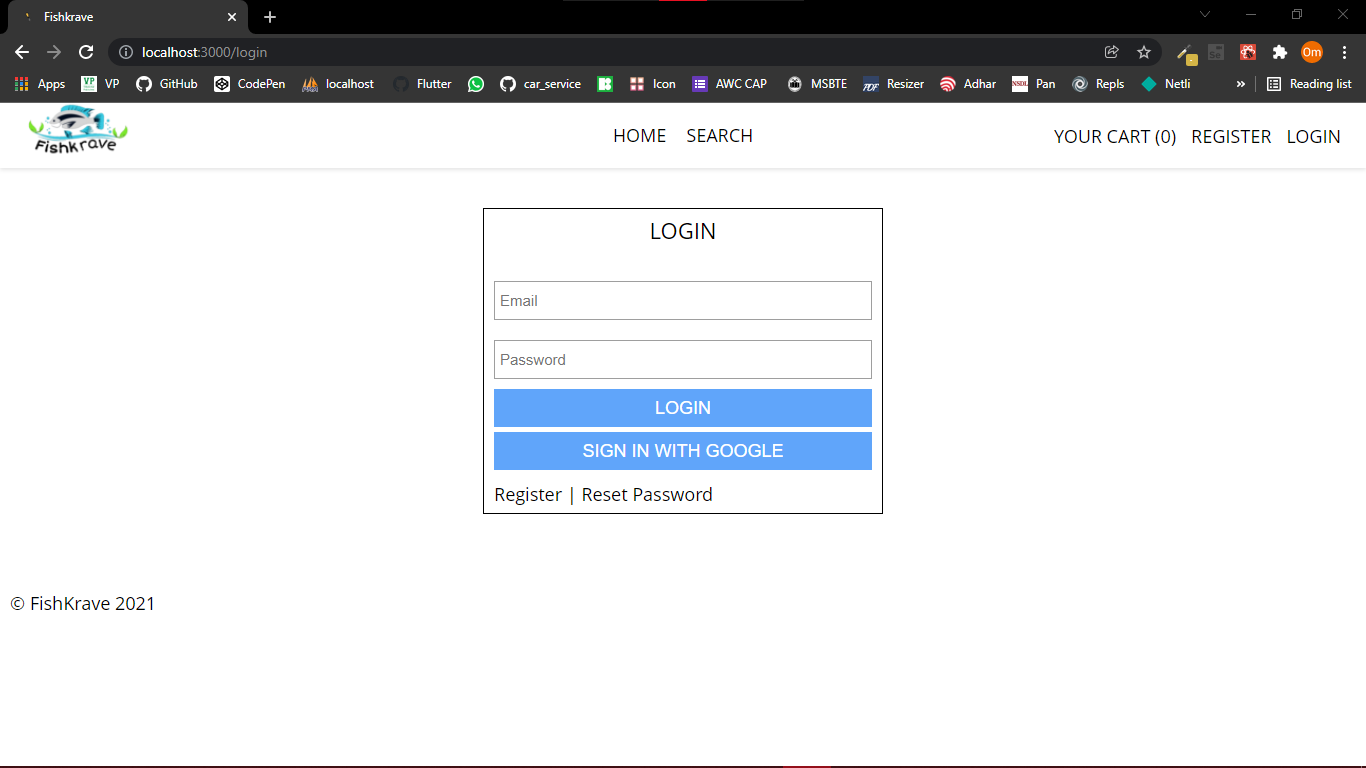 Fishkrave
localhost:3000/login
Om
Apps VP VP GitHub CodePen localhost Flutter car_service Icon AWC CAP MSBTE Resizer Adhar NSDL Pan Repls Netli » Reading list
Fishkrave HOME SEARCH YOUR CART (0) REGISTER LOGIN
LOGIN
Email
Password
LOGIN
SIGN IN WITH GOOGLE
Register | Reset Password
© FishKrave 2021